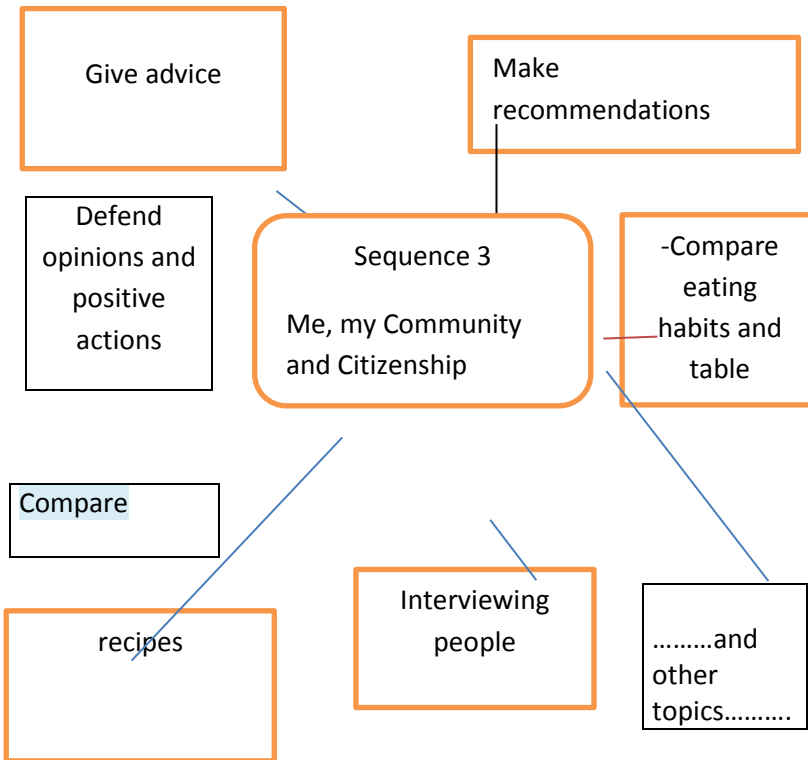 Give advice
Make
recommendations
Defend
opinions and
positive
actions
Sequence 3
Me, my Community
and Citizenship
-Compare
eating
habits and
table
Compare
recipes
Interviewing
people
………and
other
topics……….